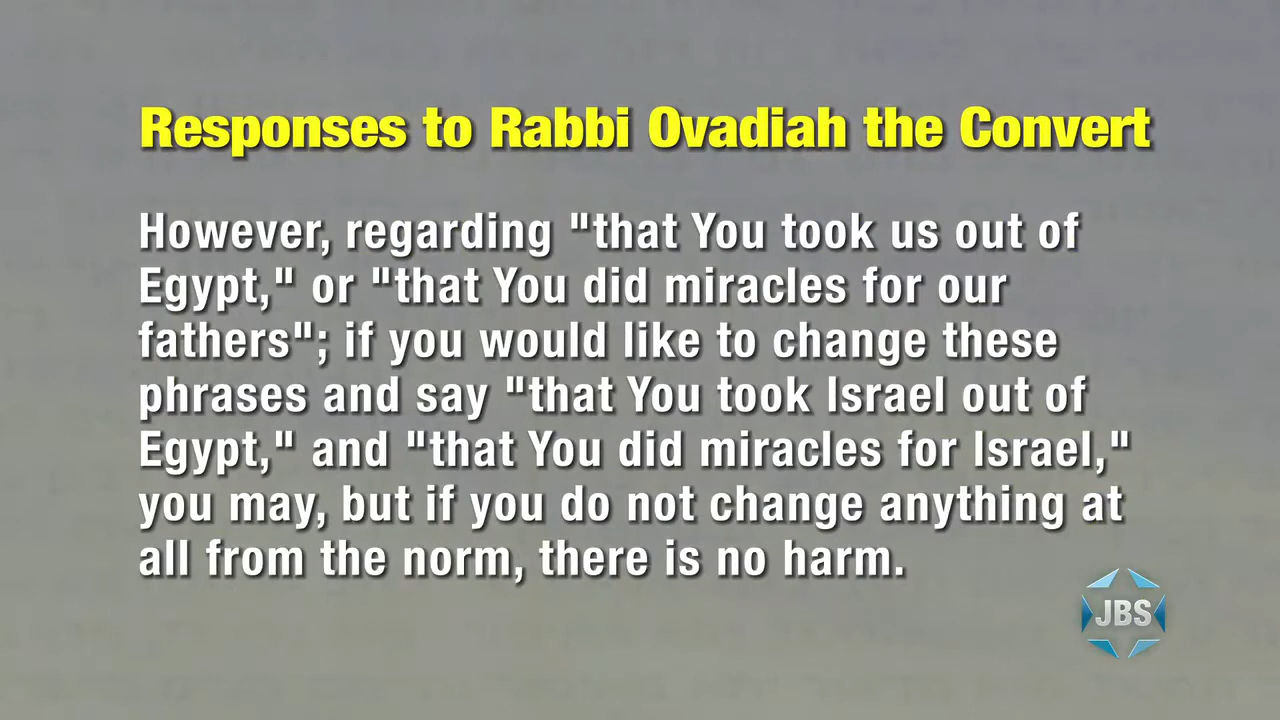 Responses to Rabbi Ovadiah the Convert
However, regarding "that You took us out of
Egypt," or "that You did miracles for our
fathers"; if you would like to change these
phrases and say "that You took Israel out of
Egypt," and "that You did miracles for Israel,"
you may, but if you do not change anything at
all from the norm, there is no harm.
JBS